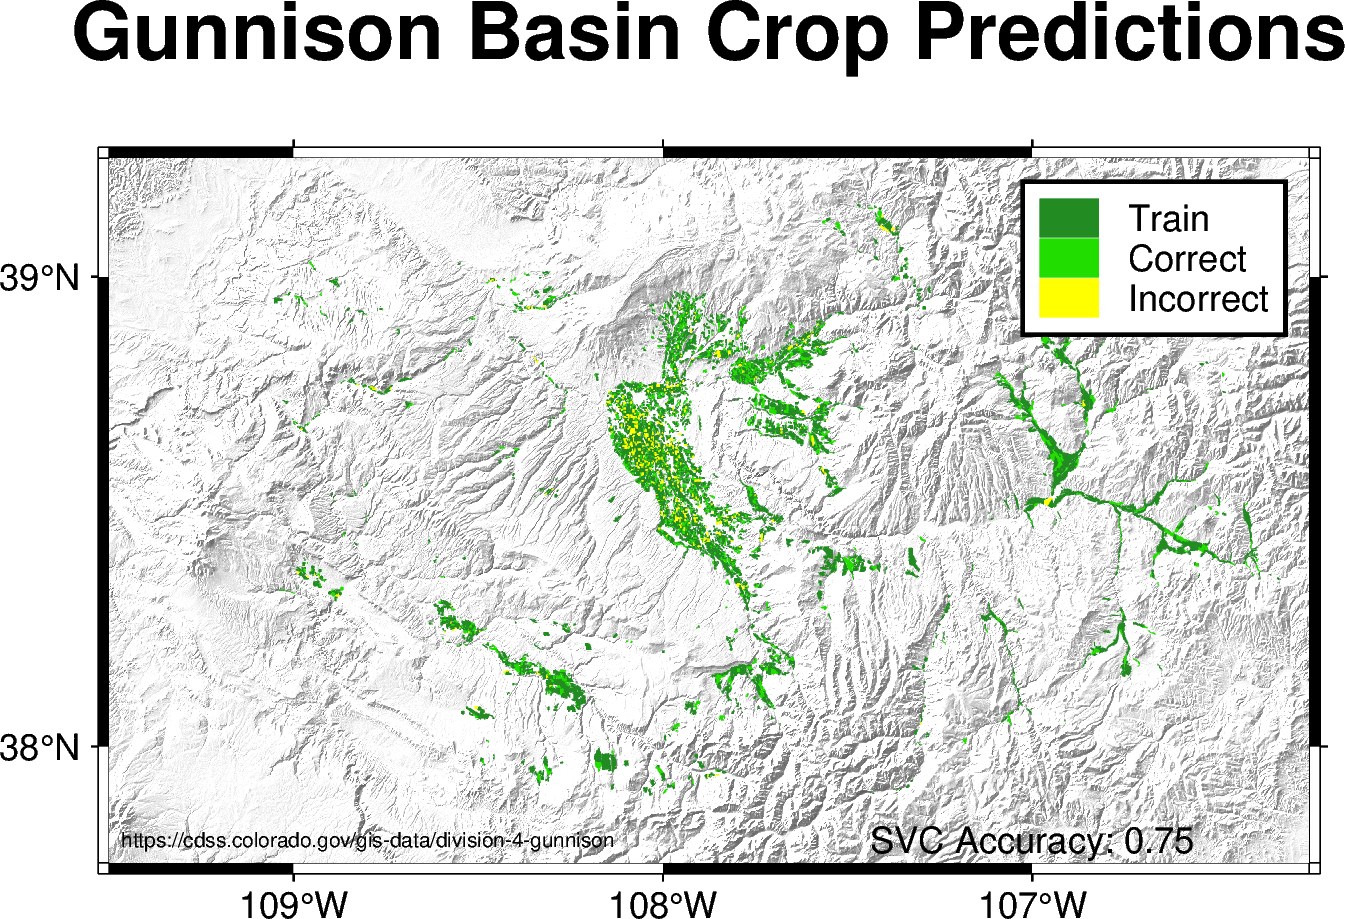 Gunnison Basin Crop Predictions
Train
Correct
Incorrect
39°N
38°N
https://cdss.colorado.gov/gis-data/division-4-gunnison
SVC Accuracy: 0.75
109°W
108°W
107°W